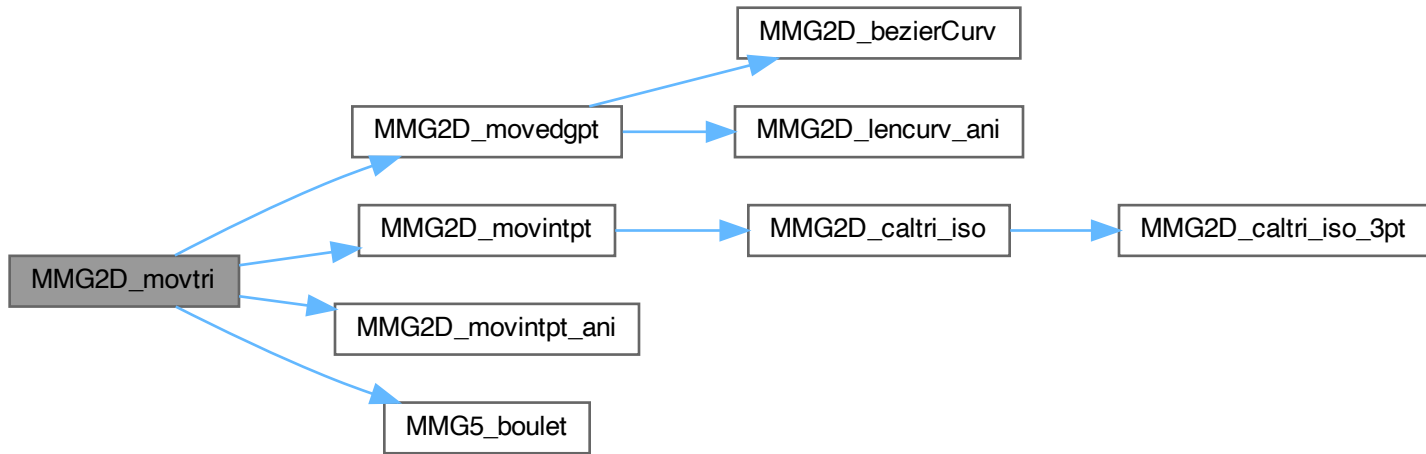 MMG2D_movtri
MMG2D_movedgpt
MMG2D_bezierCurv
MMG2D_lencurv_ani
MMG2D_movintpt
MMG2D_caltri_iso
MMG2D_caltri_iso_3pt
MMG2D_movintpt_ani
MMG5_boulet